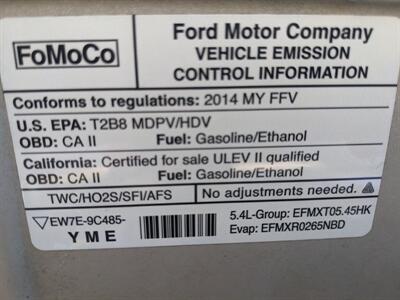 FoMoCo
Ford Motor Company
VEHICLE EMISSION
CONTROL INFORMATION
Conforms to regulations: 2014 MY FFV
U.S. EPA: T2B8 MDPV/HDV
OBD: CA II Fuel: Gasoline/Ethanol
California: Certified for sale ULEV II qualified
OBD: CA II Fuel: Gasoline/Ethanol
TWC/HO2S/SFI/AFS No adjustments needed.
EW7E-9C485- 5.4L-Group: EFMXT05.45HK
YME Evap: EFMXR0265NBD